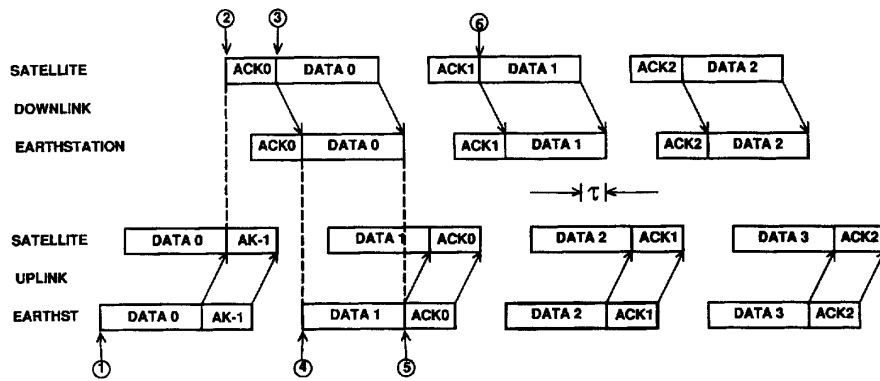 ② ③ ⑥
SATELLITE ACK0 DATA 0 ACK1 DATA 1 ACK2 DATA 2
DOWNLINK
EARTHSTATION ACK0 DATA 0 ACK1 DATA 1 ACK2 DATA 2
τ
SATELLITE DATA 0 AK-1 DATA 1 ACK0 DATA 2 ACK1 DATA 3 ACK2
UPLINK
EARTHST DATA 0 AK-1 DATA 1 ACK0 DATA 2 ACK1 DATA 3 ACK2
① ④ ⑤